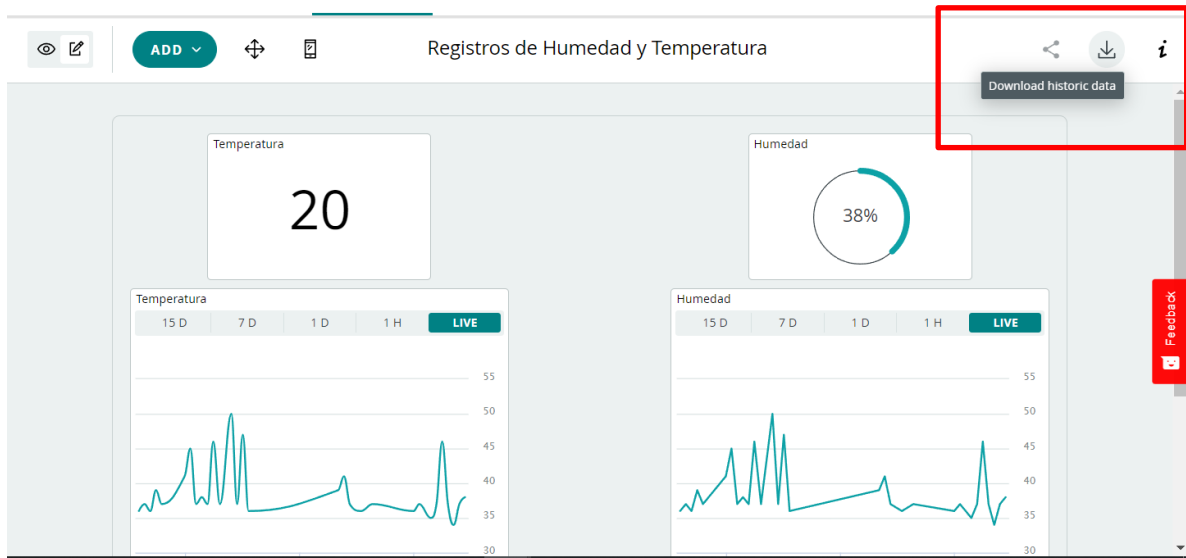 ADD
Registros de Humedad y Temperatura
i
Download historic data
Temperatura
20
Humedad
38%
Temperatura
15 D 7 D 1 D 1 H LIVE
55
50
45
40
35
30
Humedad
15 D 7 D 1 D 1 H LIVE
55
50
45
40
35
30
Feedback